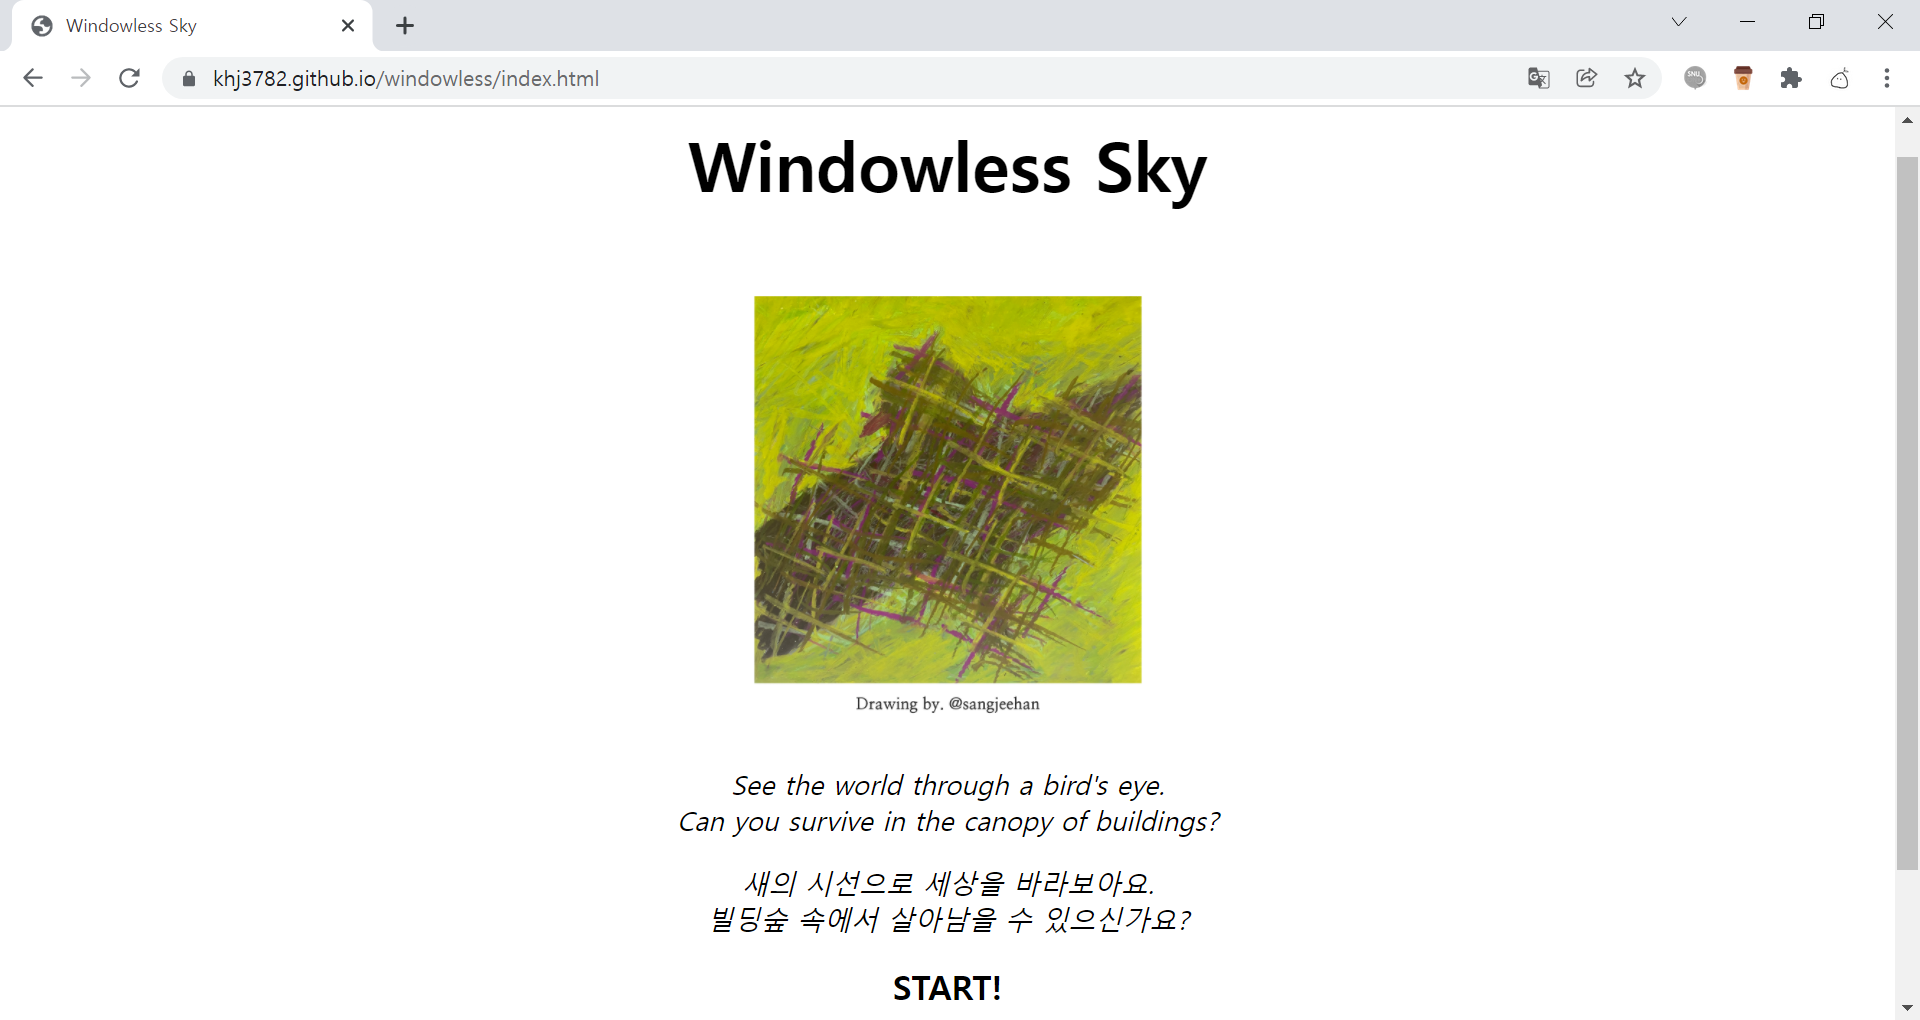 Windowless Sky
khj3782.github.io/windowless/index.html
SNU
Windowless Sky
Drawing by. @sangjeehan
See the world through a bird's eye.
Can you survive in the canopy of buildings?
새의 시선으로 세상을 바라보아요.
빌딩숲 속에서 살아남을 수 있으신가요?
START!